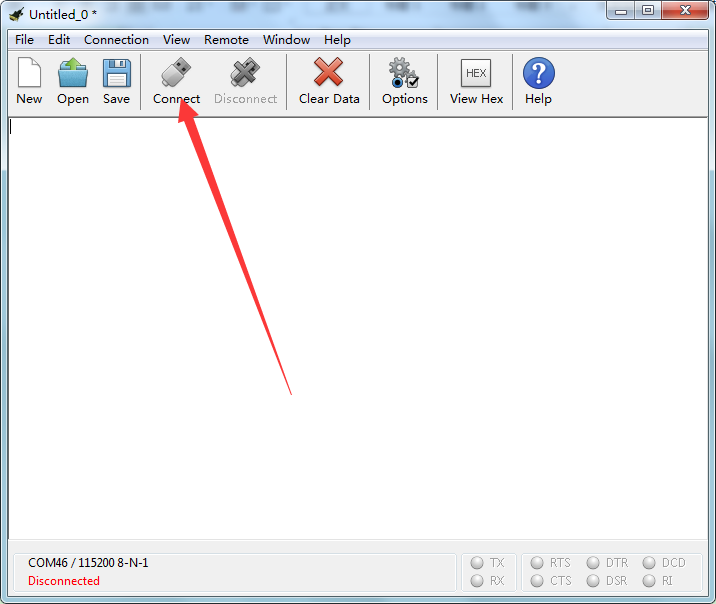 Untitled_0 *
File Edit Connection View Remote Window Help
HEX
?
New Open Save Connect Disconnect Clear Data Options View Hex Help
COM46 / 115200 8-N-1
Disconnected
TX RTS DTR DCD
RX CTS DSR RI